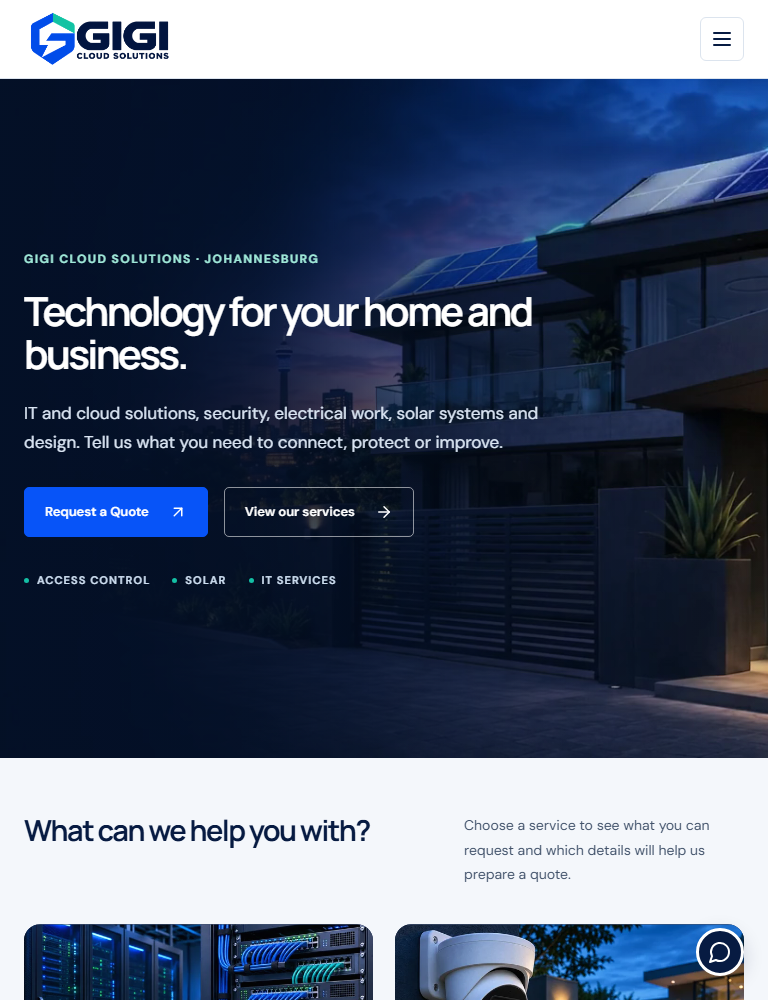 GIGI
CLOUD SOLUTIONS
GIGI CLOUD SOLUTIONS · JOHANNESBURG
Technology for your home and
business.
IT and cloud solutions, security, electrical work, solar systems and
design. Tell us what you need to connect, protect or improve.
Request a Quote
View our services
ACCESS CONTROL
SOLAR
IT SERVICES
What can we help you with?
Choose a service to see what you can
request and which details will help us
prepare a quote.